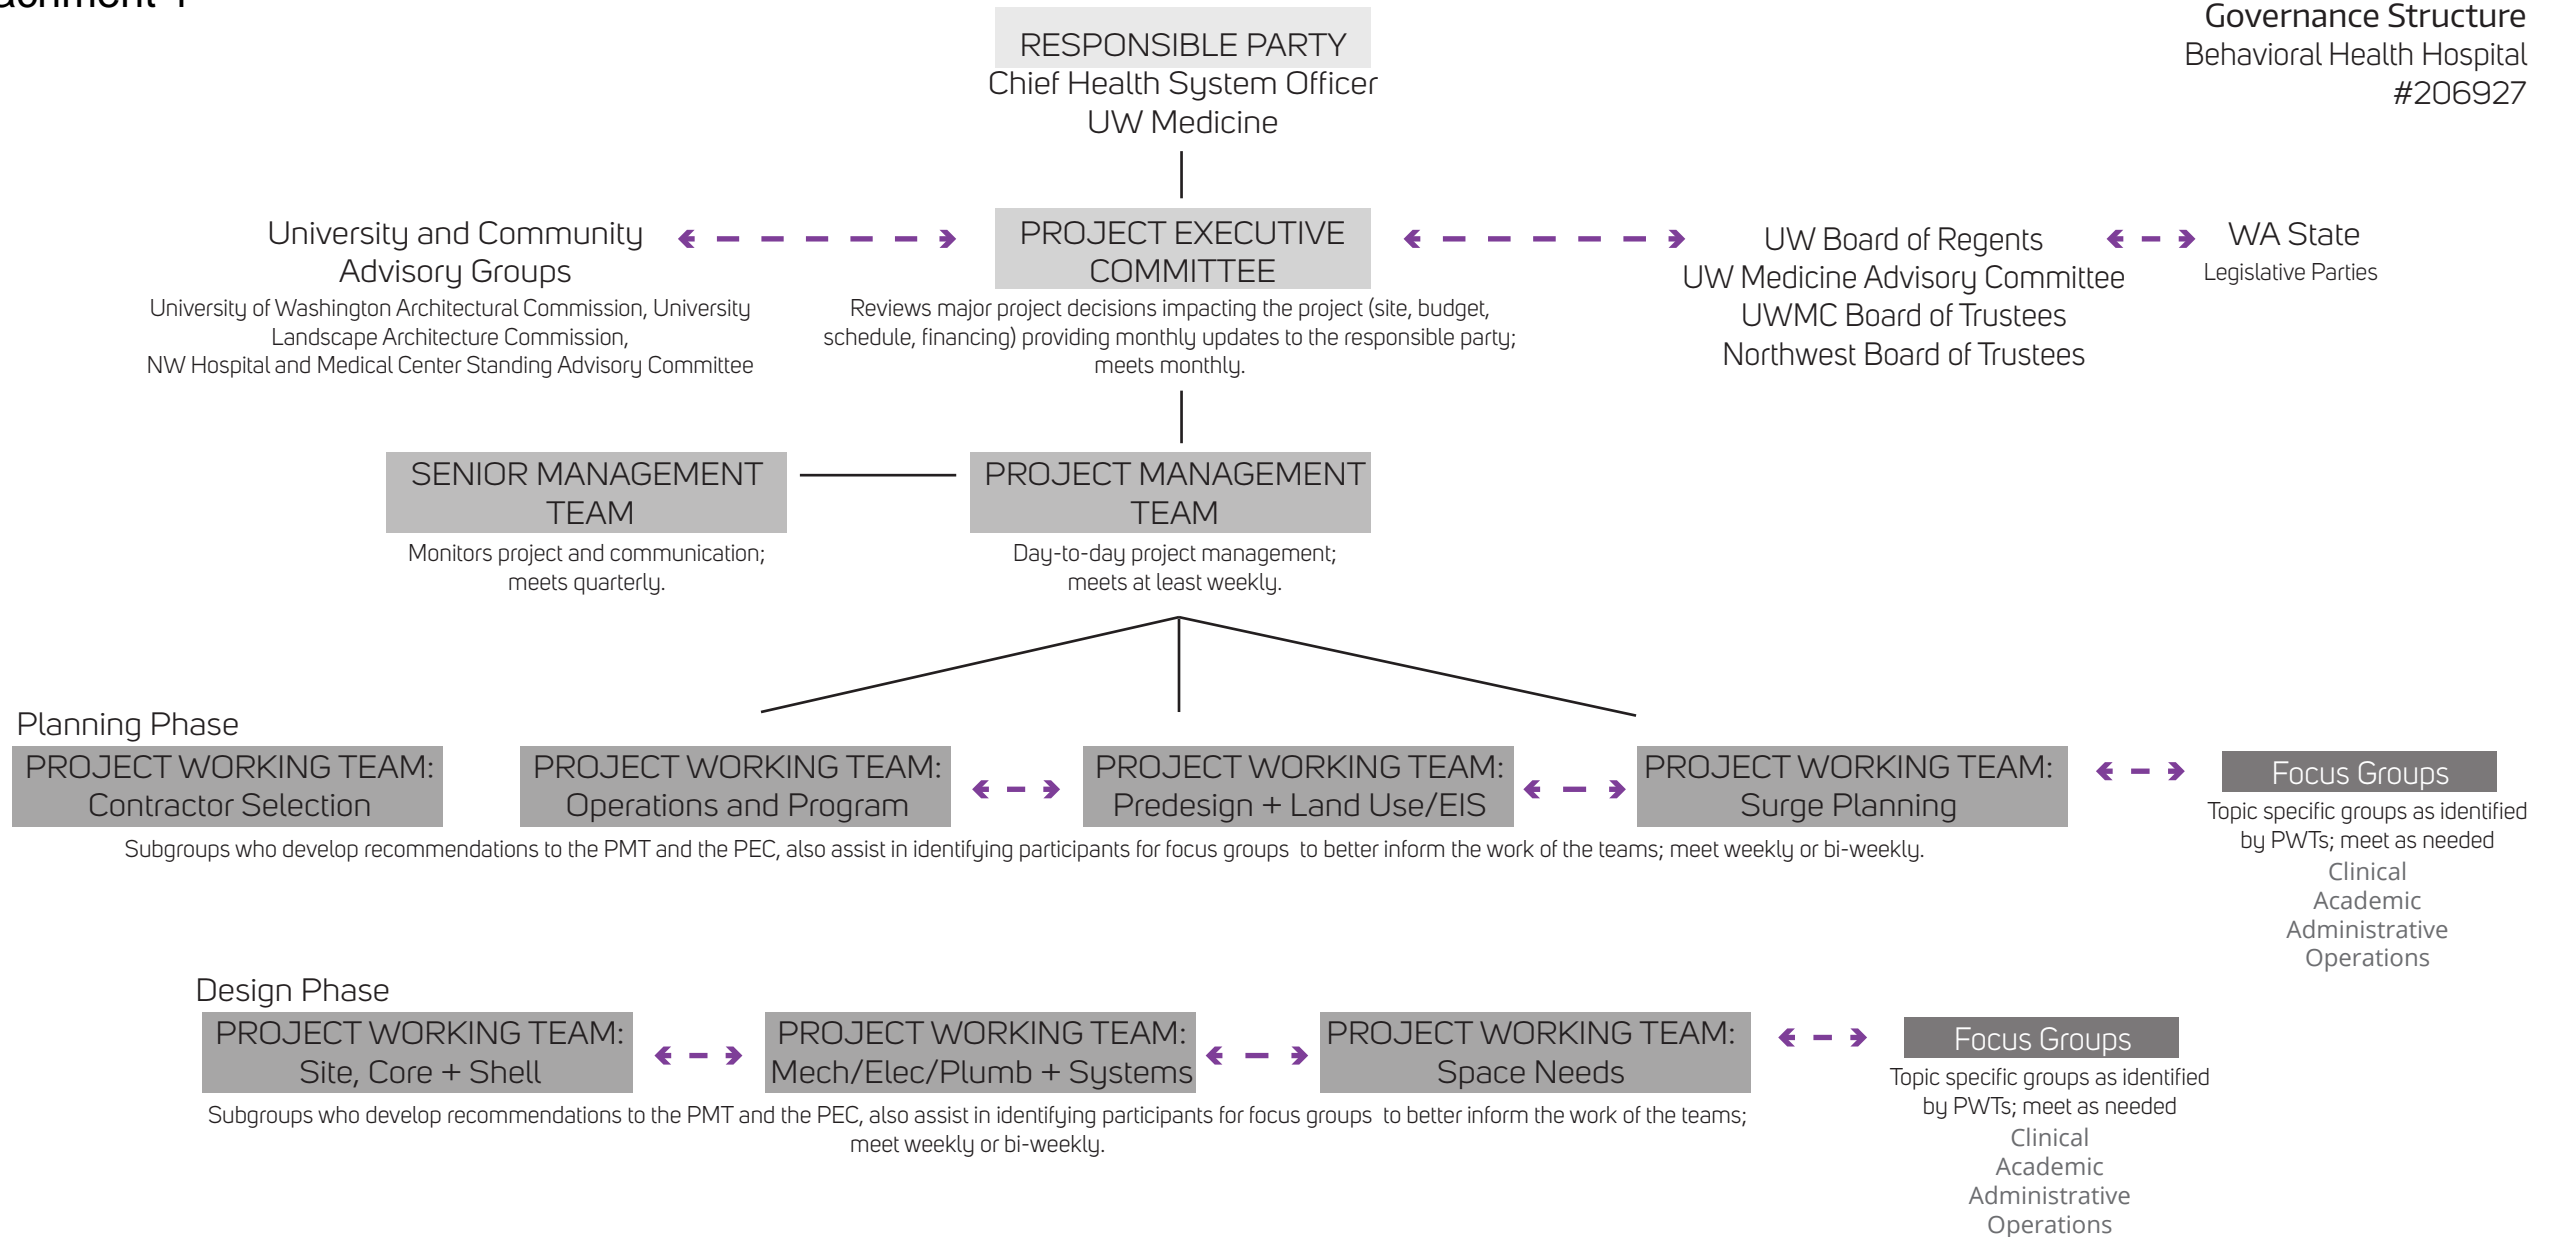 Governance Structure
Behavioral Health Hospital
#206927
RESPONSIBLE PARTY
Chief Health System Officer
UW Medicine
University and Community
Advisory Groups
University of Washington Architectural Commission, University
Landscape Architecture Commission,
NW Hospital and Medical Center Standing Advisory Committee
PROJECT EXECUTIVE
COMMITTEE
Reviews major project decisions impacting the project (site, budget,
schedule, financing) providing monthly updates to the responsible party;
meets monthly.
UW Board of Regents
UW Medicine Advisory Committee
UWMC Board of Trustees
Northwest Board of Trustees
WA State
Legislative Parties
SENIOR MANAGEMENT
TEAM
Monitors project and communication;
meets quarterly.
PROJECT MANAGEMENT
TEAM
Day-to-day project management;
meets at least weekly.
Planning Phase
PROJECT WORKING TEAM:
Contractor Selection
PROJECT WORKING TEAM:
Operations and Program
PROJECT WORKING TEAM:
Predesign + Land Use/EIS
PROJECT WORKING TEAM:
Surge Planning
Subgroups who develop recommendations to the PMT and the PEC, also assist in identifying participants for focus groups to better inform the work of the teams; meet weekly or bi-weekly.
Focus Groups
Topic specific groups as identified
by PWTs; meet as needed
Clinical
Academic
Administrative
Operations
Design Phase
PROJECT WORKING TEAM:
Site, Core + Shell
PROJECT WORKING TEAM:
Mech/Elec/Plumb + Systems
PROJECT WORKING TEAM:
Space Needs
Subgroups who develop recommendations to the PMT and the PEC, also assist in identifying participants for focus groups to better inform the work of the teams;
meet weekly or bi-weekly.
Focus Groups
Topic specific groups as identified
by PWTs; meet as needed
Clinical
Academic
Administrative
Operations